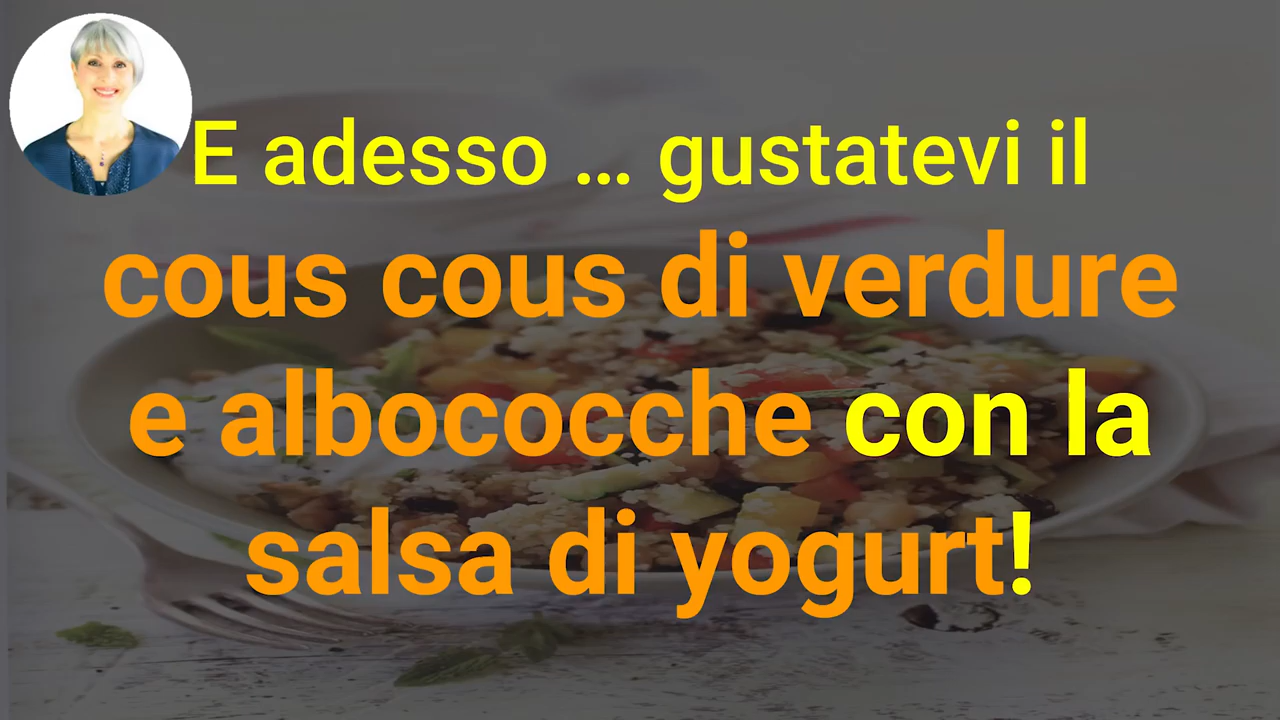 E adesso ... gustatevi il
cous cous di verdure
e albococche con la
salsa di yogurt!